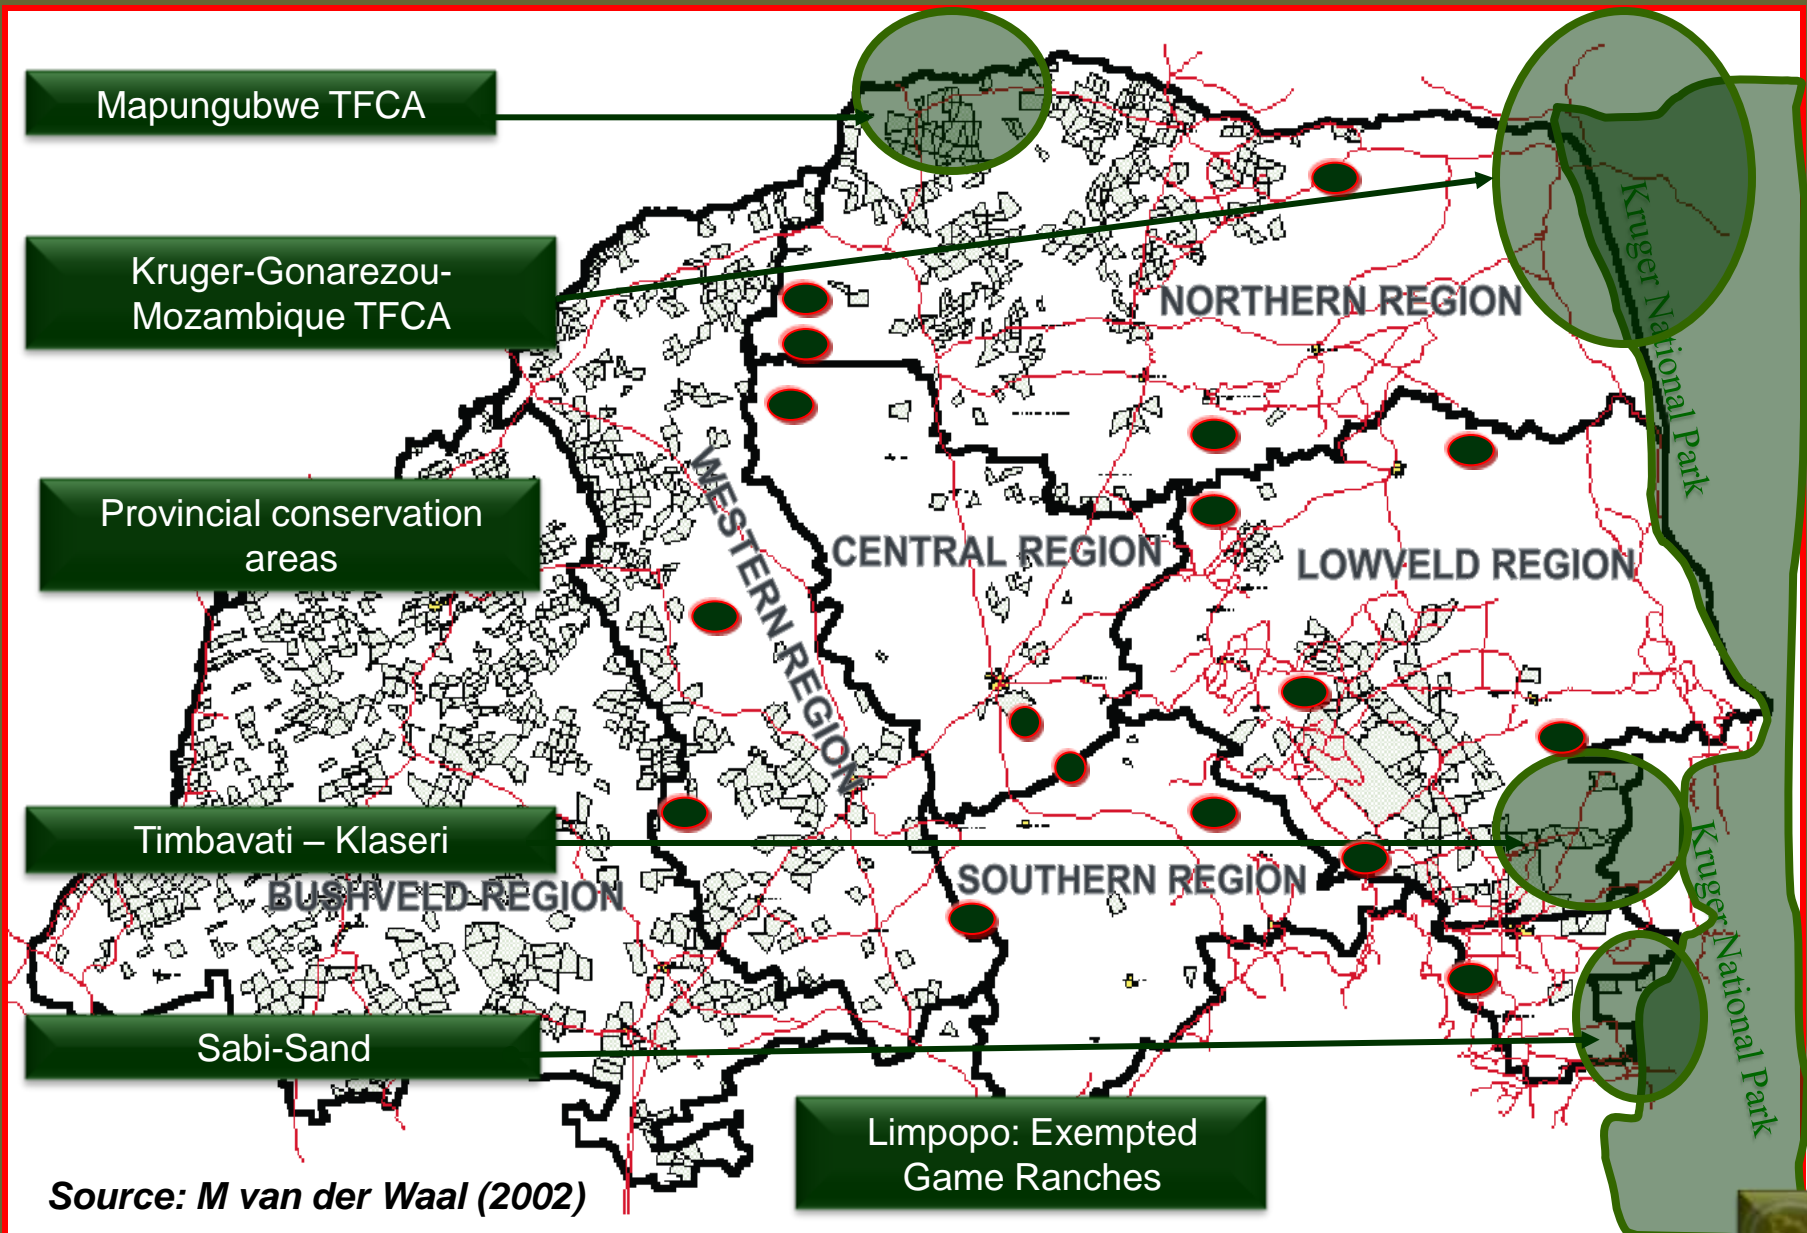 Mapungubwe TFCA
Kruger-Gonarezou-
Mozambique TFCA
NORTHERN REGION
Kruger National Park
Provincial conservation
areas
WESTERN REGION
CENTRAL REGION
LOWVELD REGION
Timbavati – Klaseri
BUSHVELD REGION
SOUTHERN REGION
Kruger National Park
Sabi-Sand
Limpopo: Exempted
Game Ranches
Source: M van der Waal (2002)